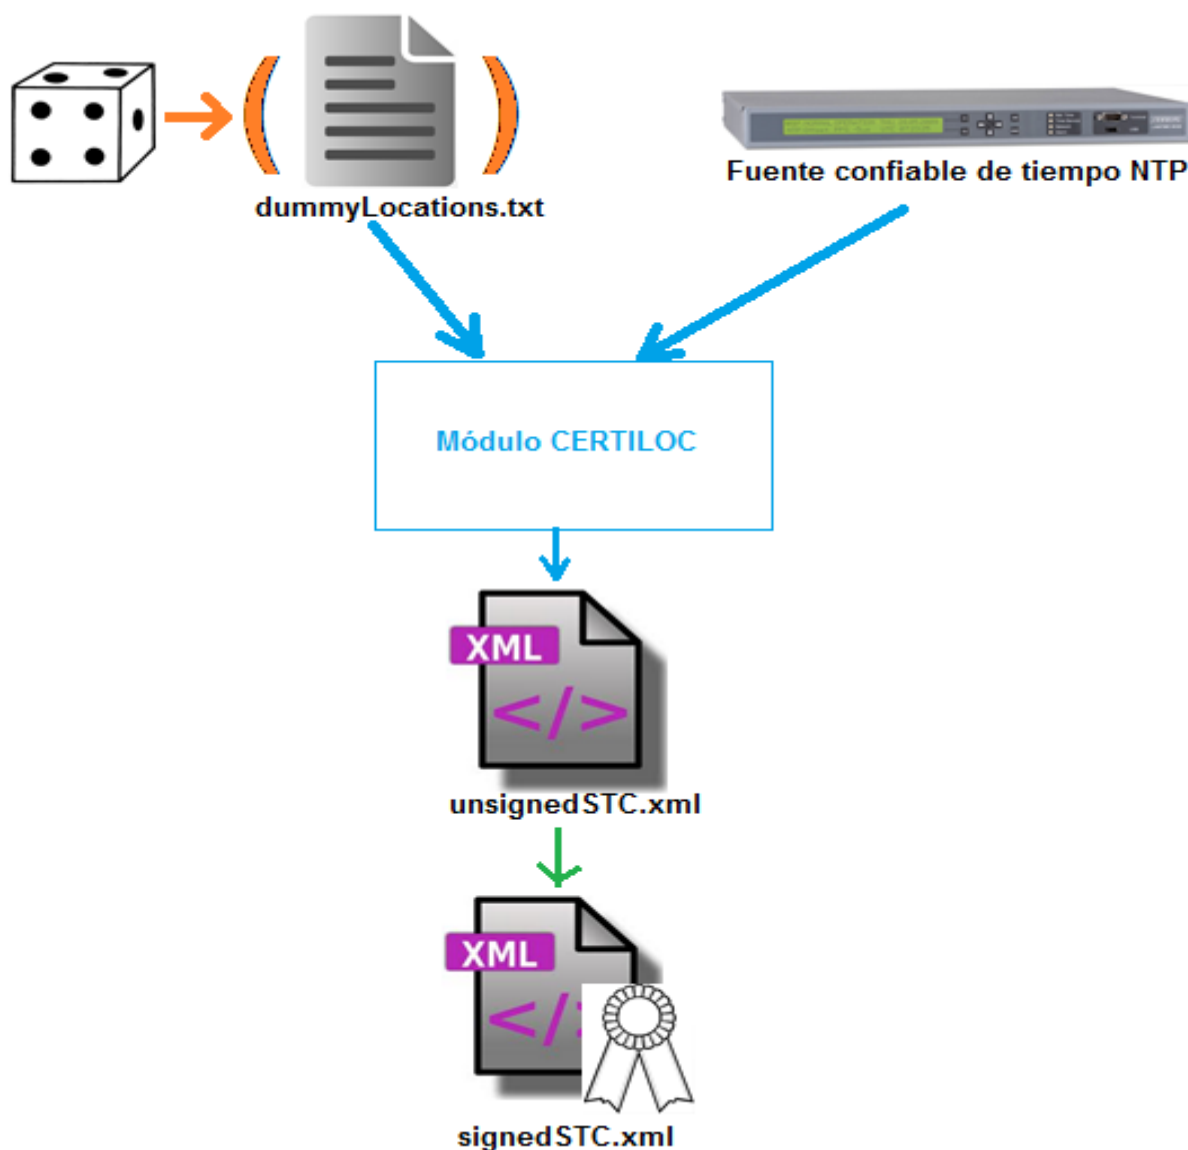 dummyLocations.txt
Fuente confiable de tiempo NTP
Módulo CERTILOC
XML
</>
unsignedSTC.xml
XML
</>
signedSTC.xml